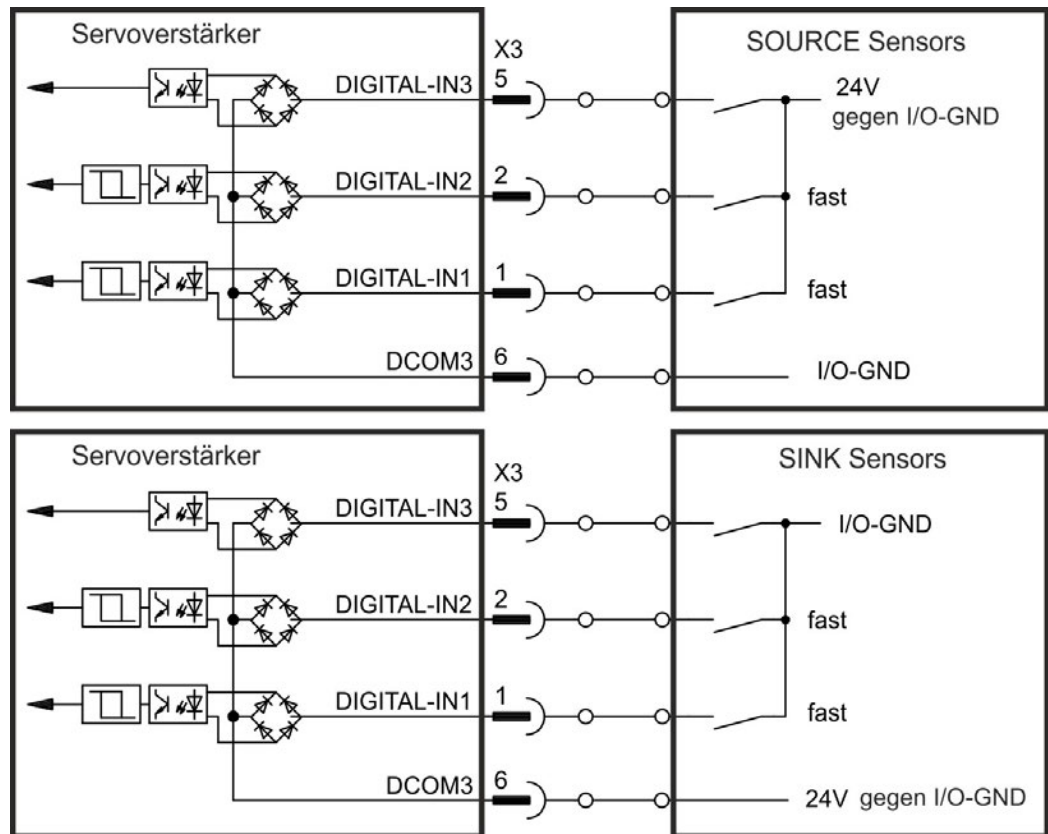 Servoverstärker
SOURCE Sensors
X3
DIGITAL-IN3
5
24V
gegen I/O-GND
DIGITAL-IN2
2
fast
DIGITAL-IN1
1
fast
DCOM3
6
I/O-GND
Servoverstärker
SINK Sensors
X3
DIGITAL-IN3
5
I/O-GND
DIGITAL-IN2
2
fast
DIGITAL-IN1
1
fast
DCOM3
6
24V gegen I/O-GND